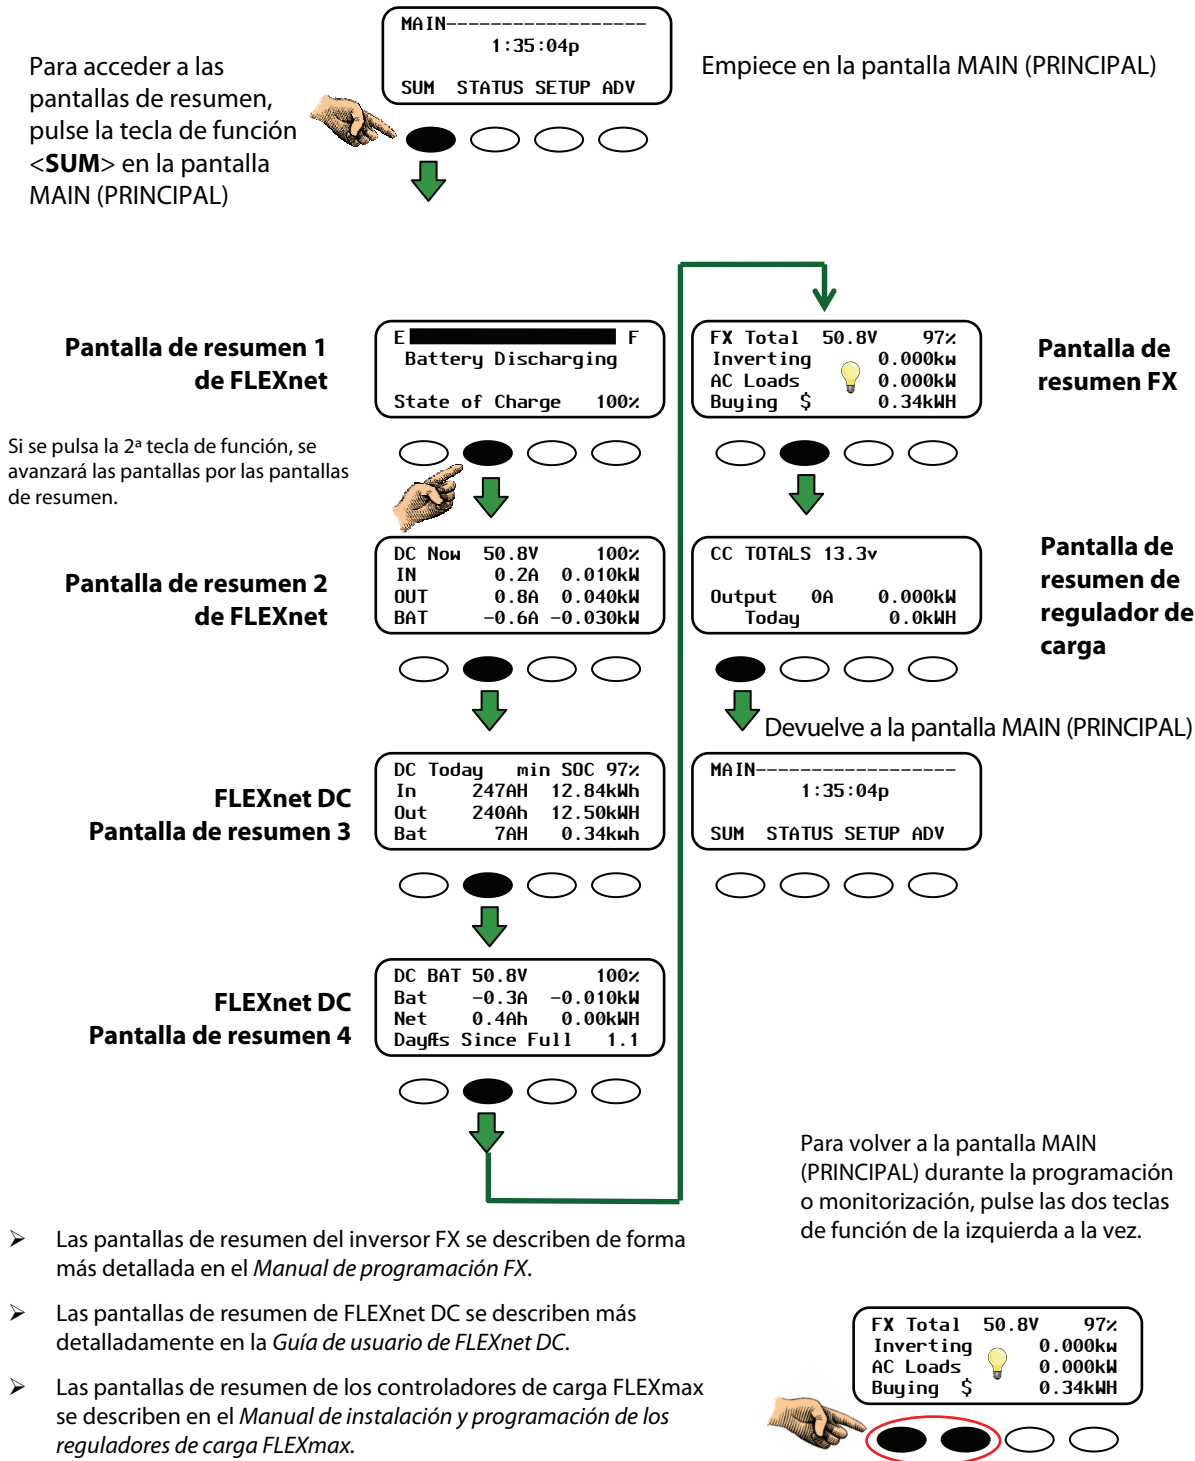 MAIN------------------
1:35:04p
SUM STATUS SETUP ADV
Para acceder a las
pantallas de resumen,
pulse la tecla de función
<SUM> en la pantalla
MAIN (PRINCIPAL)
Empiece en la pantalla MAIN (PRINCIPAL)
Pantalla de resumen 1
de FLEXnet
E F
Battery Discharging
State of Charge 100%
Si se pulsa la 2ª tecla de función, se
avanzará las pantallas por las pantallas
de resumen.
Pantalla de resumen 2
de FLEXnet
DC Now 50.8V 100%
IN 0.2A 0.010kW
OUT 0.8A 0.040kW
BAT -0.6A -0.030kW
FLEXnet DC
Pantalla de resumen 3
DC Today min SOC 97%
In 247AH 12.84kWh
Out 240Ah 12.50kWH
Bat 7AH 0.34kwh
FLEXnet DC
Pantalla de resumen 4
DC BAT 50.8V 100%
Bat -0.3A -0.010kW
Net 0.4Ah 0.00kWH
DayÆs Since Full 1.1
FX Total 50.8V 97%
Inverting 0.000kw
AC Loads 0.000kW
Buying $ 0.34kWH
Pantalla de
resumen FX
CC TOTALS 13.3v
Output 0A 0.000kW
Today 0.0kWH
Pantalla de
resumen de
regulador de
carga
Devuelve a la pantalla MAIN (PRINCIPAL)
MAIN------------------
1:35:04p
SUM STATUS SETUP ADV
Para volver a la pantalla MAIN
(PRINCIPAL) durante la programación
o monitorización, pulse las dos teclas
de función de la izquierda a la vez.
➢ Las pantallas de resumen del inversor FX se describen de forma
más detallada en el Manual de programación FX.
➢ Las pantallas de resumen de FLEXnet DC se describen más
detalladamente en la Guía de usuario de FLEXnet DC.
➢ Las pantallas de resumen de los controladores de carga FLEXmax
se describen en el Manual de instalación y programación de los
reguladores de carga FLEXmax.
FX Total 50.8V 97%
Inverting 0.000kw
AC Loads 0.000kW
Buying $ 0.34kWH